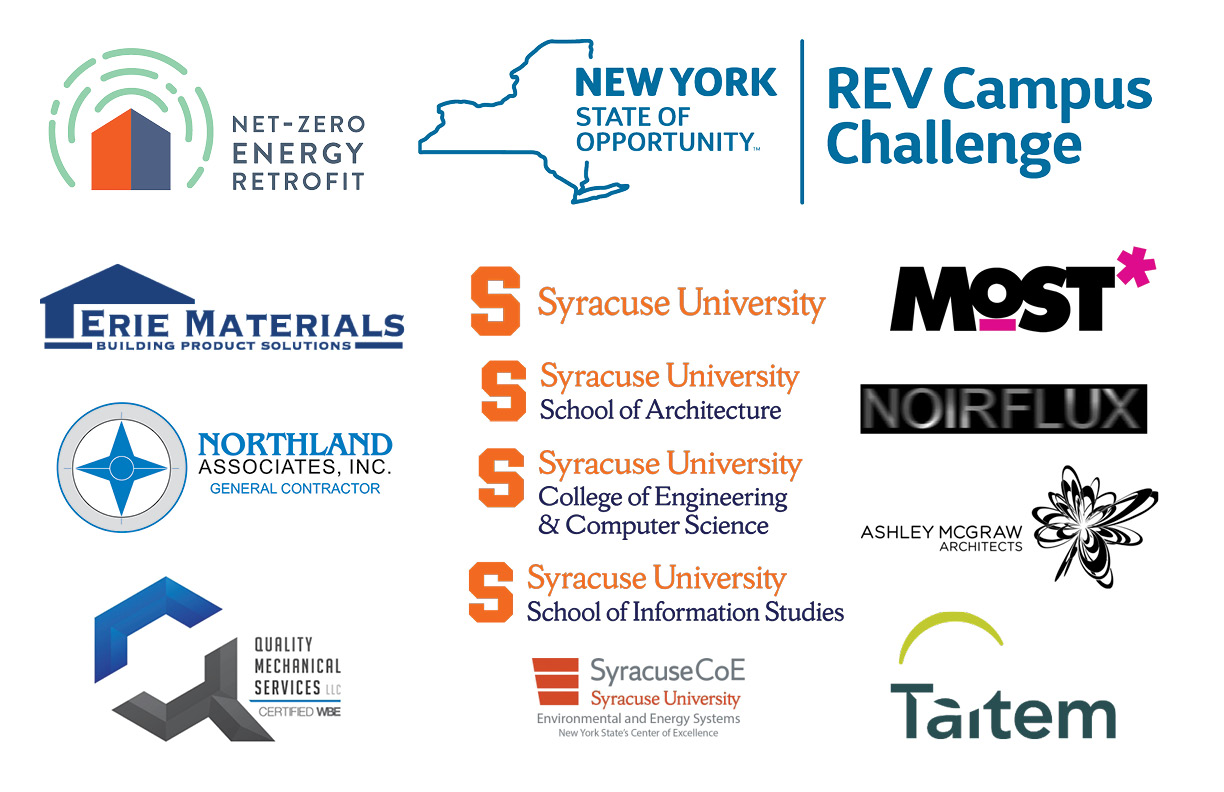 NET-ZERO
ENERGY
RETROFIT
NEW YORK
STATE OF
OPPORTUNITY™
REV Campus
Challenge
ERIE MATERIALS
BUILDING PRODUCT SOLUTIONS
NORTHLAND
ASSOCIATES, INC.
GENERAL CONTRACTOR
QUALITY
MECHANICAL
SERVICES LLC
CERTIFIED WBE
S Syracuse University
S Syracuse University
School of Architecture
S Syracuse University
College of Engineering
& Computer Science
S Syracuse University
School of Information Studies
SyracuseCoE
Syracuse University
Environmental and Energy Systems
New York State's Center of Excellence
MoST*
NOIRFLUX
ASHLEY MCGRAW
ARCHITECTS
Taitem